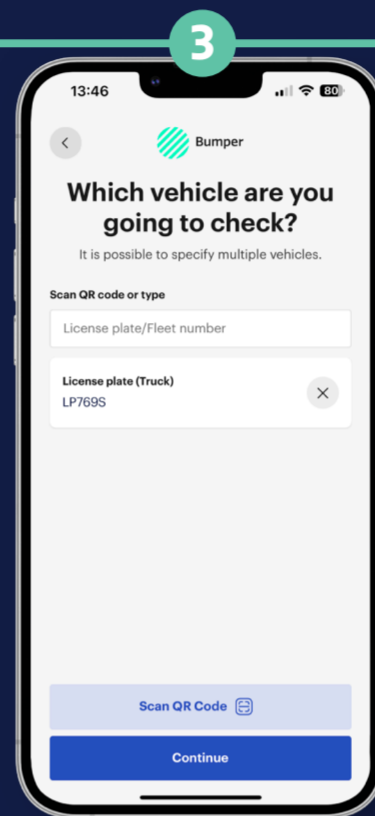 3
13:46
80
Bumper
Which vehicle are you
going to check?
It is possible to specify multiple vehicles.
Scan QR code or type
License plate/Fleet number
License plate (Truck)
LP769S
Scan QR Code
Continue